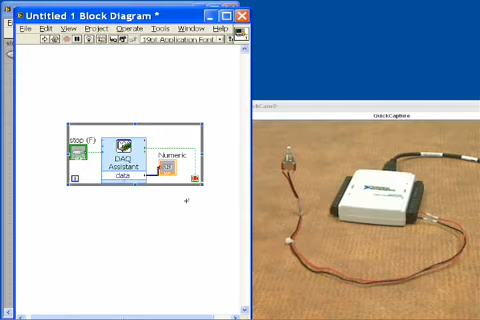 Untitled 1 Block Diagram *
File Edit View Project Operate Tools Window Help
19pt Application Font
QuickCapture
stop (F)
DAQ
Assistant
data
Numeric